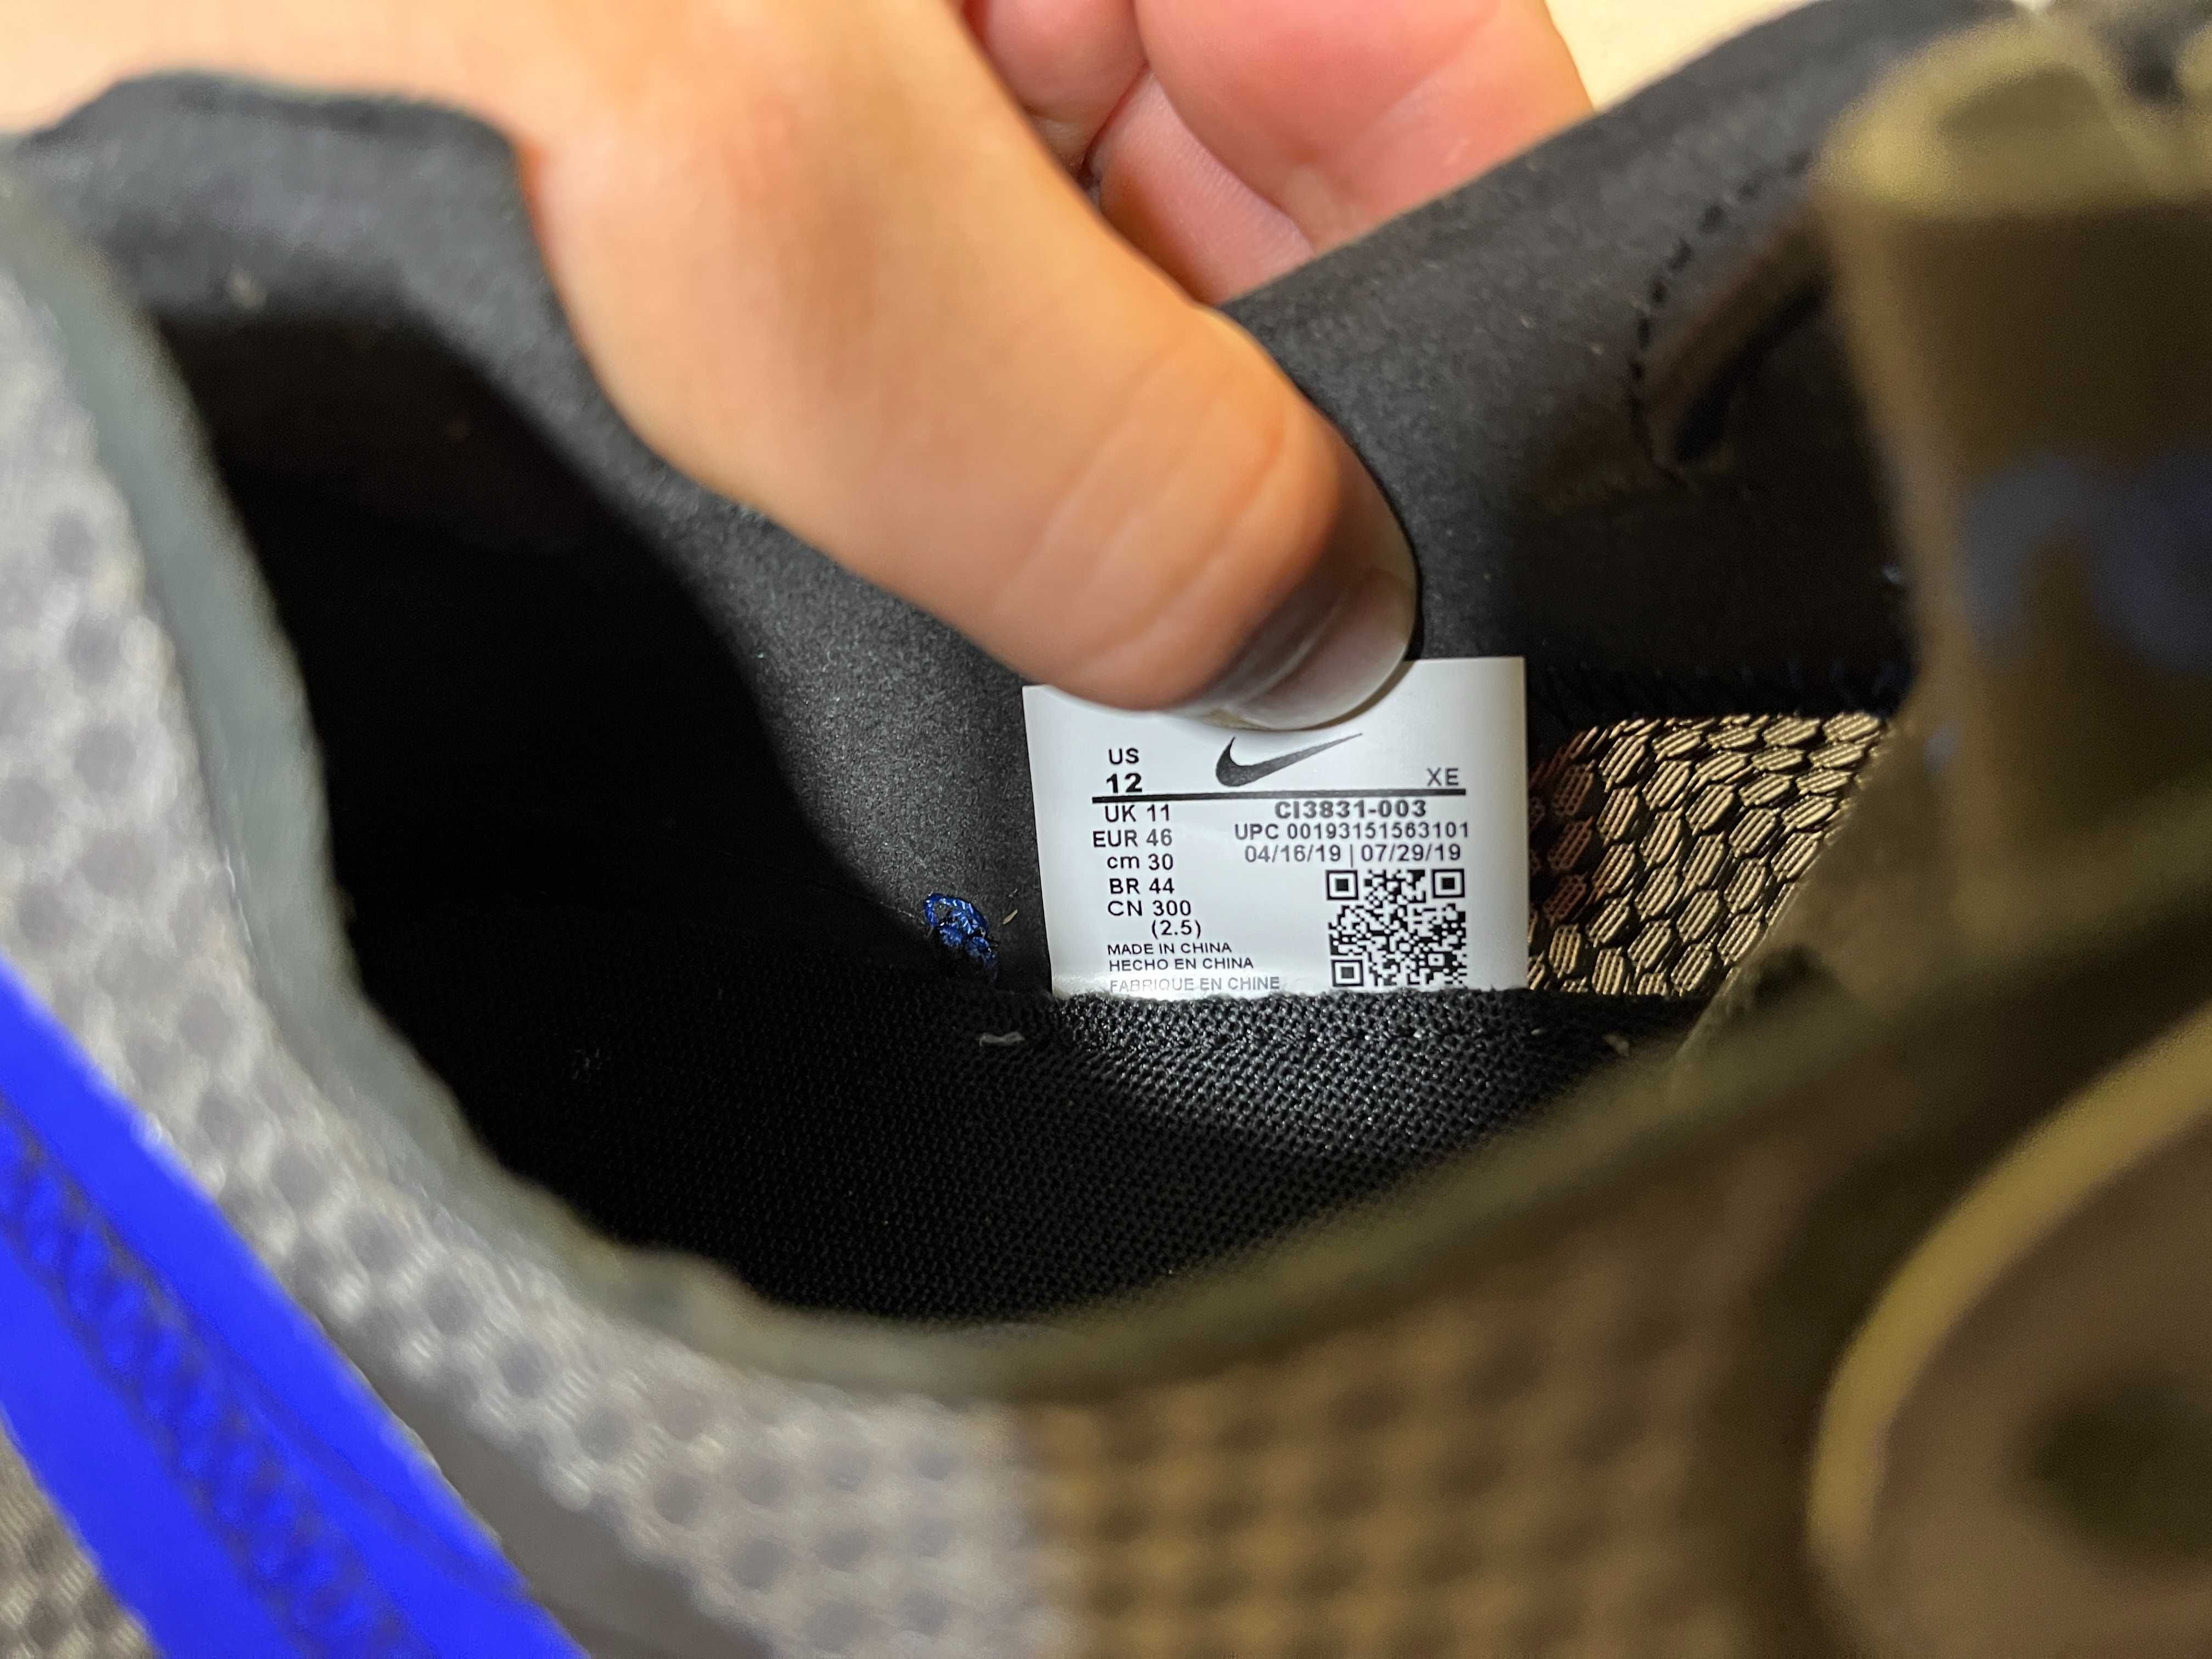 US
12 XE
UK 11 CI3831-003
EUR 46 UPC 00193151563101
cm 30 04/16/19 | 07/29/19
BR 44
CN 300
(2.5)
MADE IN CHINA
HECHO EN CHINA
FABRIQUE EN CHINE